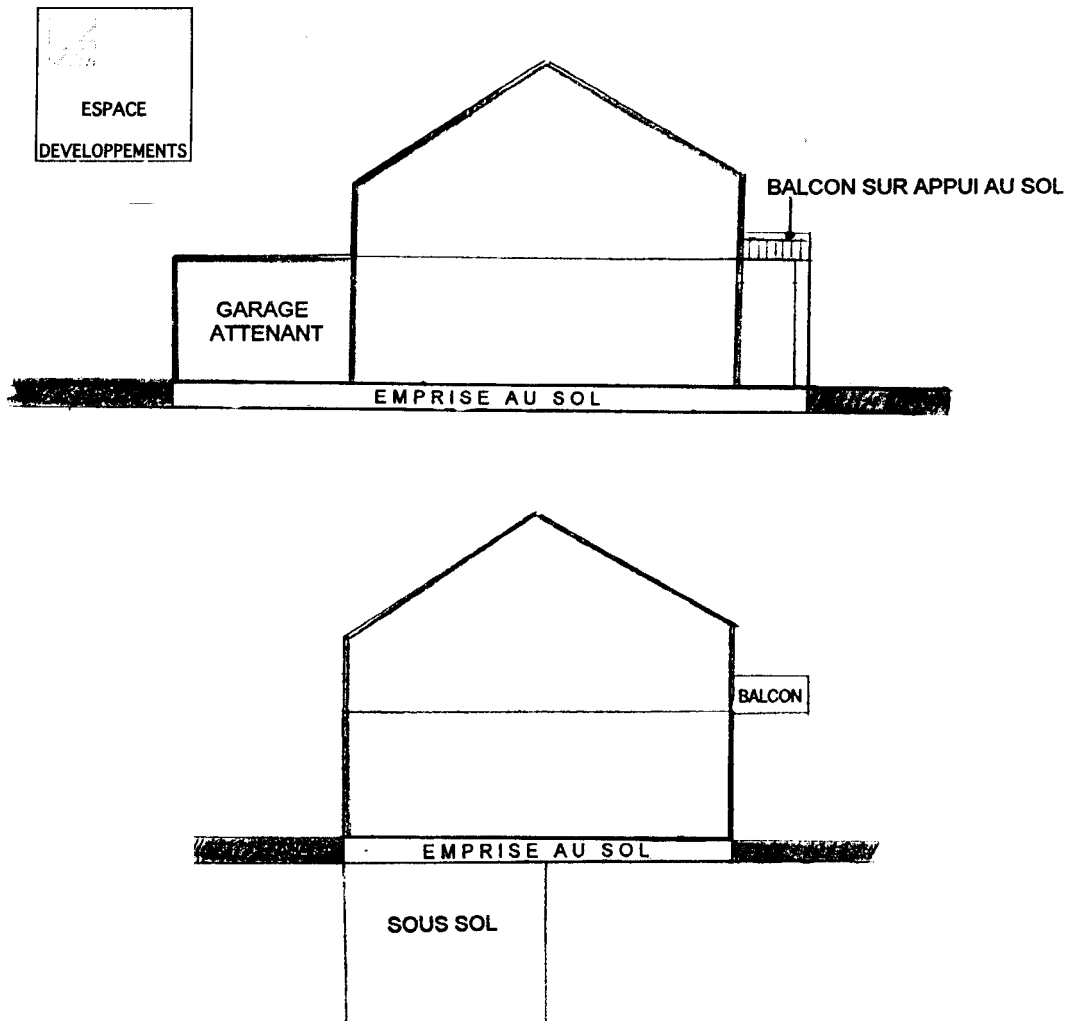 ESPACE
DEVELOPPEMENTS
BALCON SUR APPUI AU SOL
GARAGE
ATTENANT
EMPRISE AU SOL
BALCON
EMPRISE AU SOL
SOUS SOL